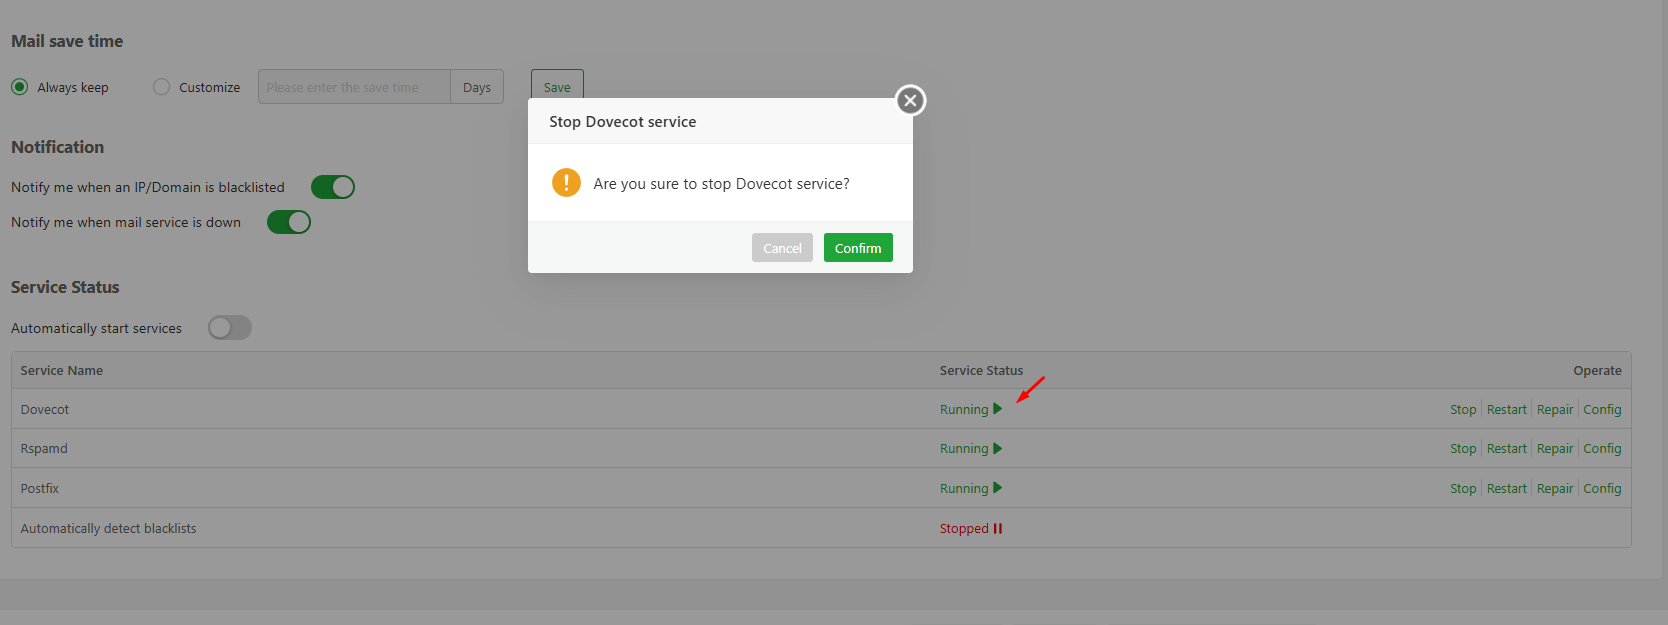 Mail save time
Always keep Customize Please enter the save time Days Save
Stop Dovecot service
Are you sure to stop Dovecot service?
Cancel Confirm
Notification
Notify me when an IP/Domain is blacklisted
Notify me when mail service is down
Service Status
Automatically start services
Service Name Service Status Operate
Dovecot Running Stop Restart Repair Config
Rspamd Running Stop Restart Repair Config
Postfix Running Stop Restart Repair Config
Automatically detect blacklists Stopped